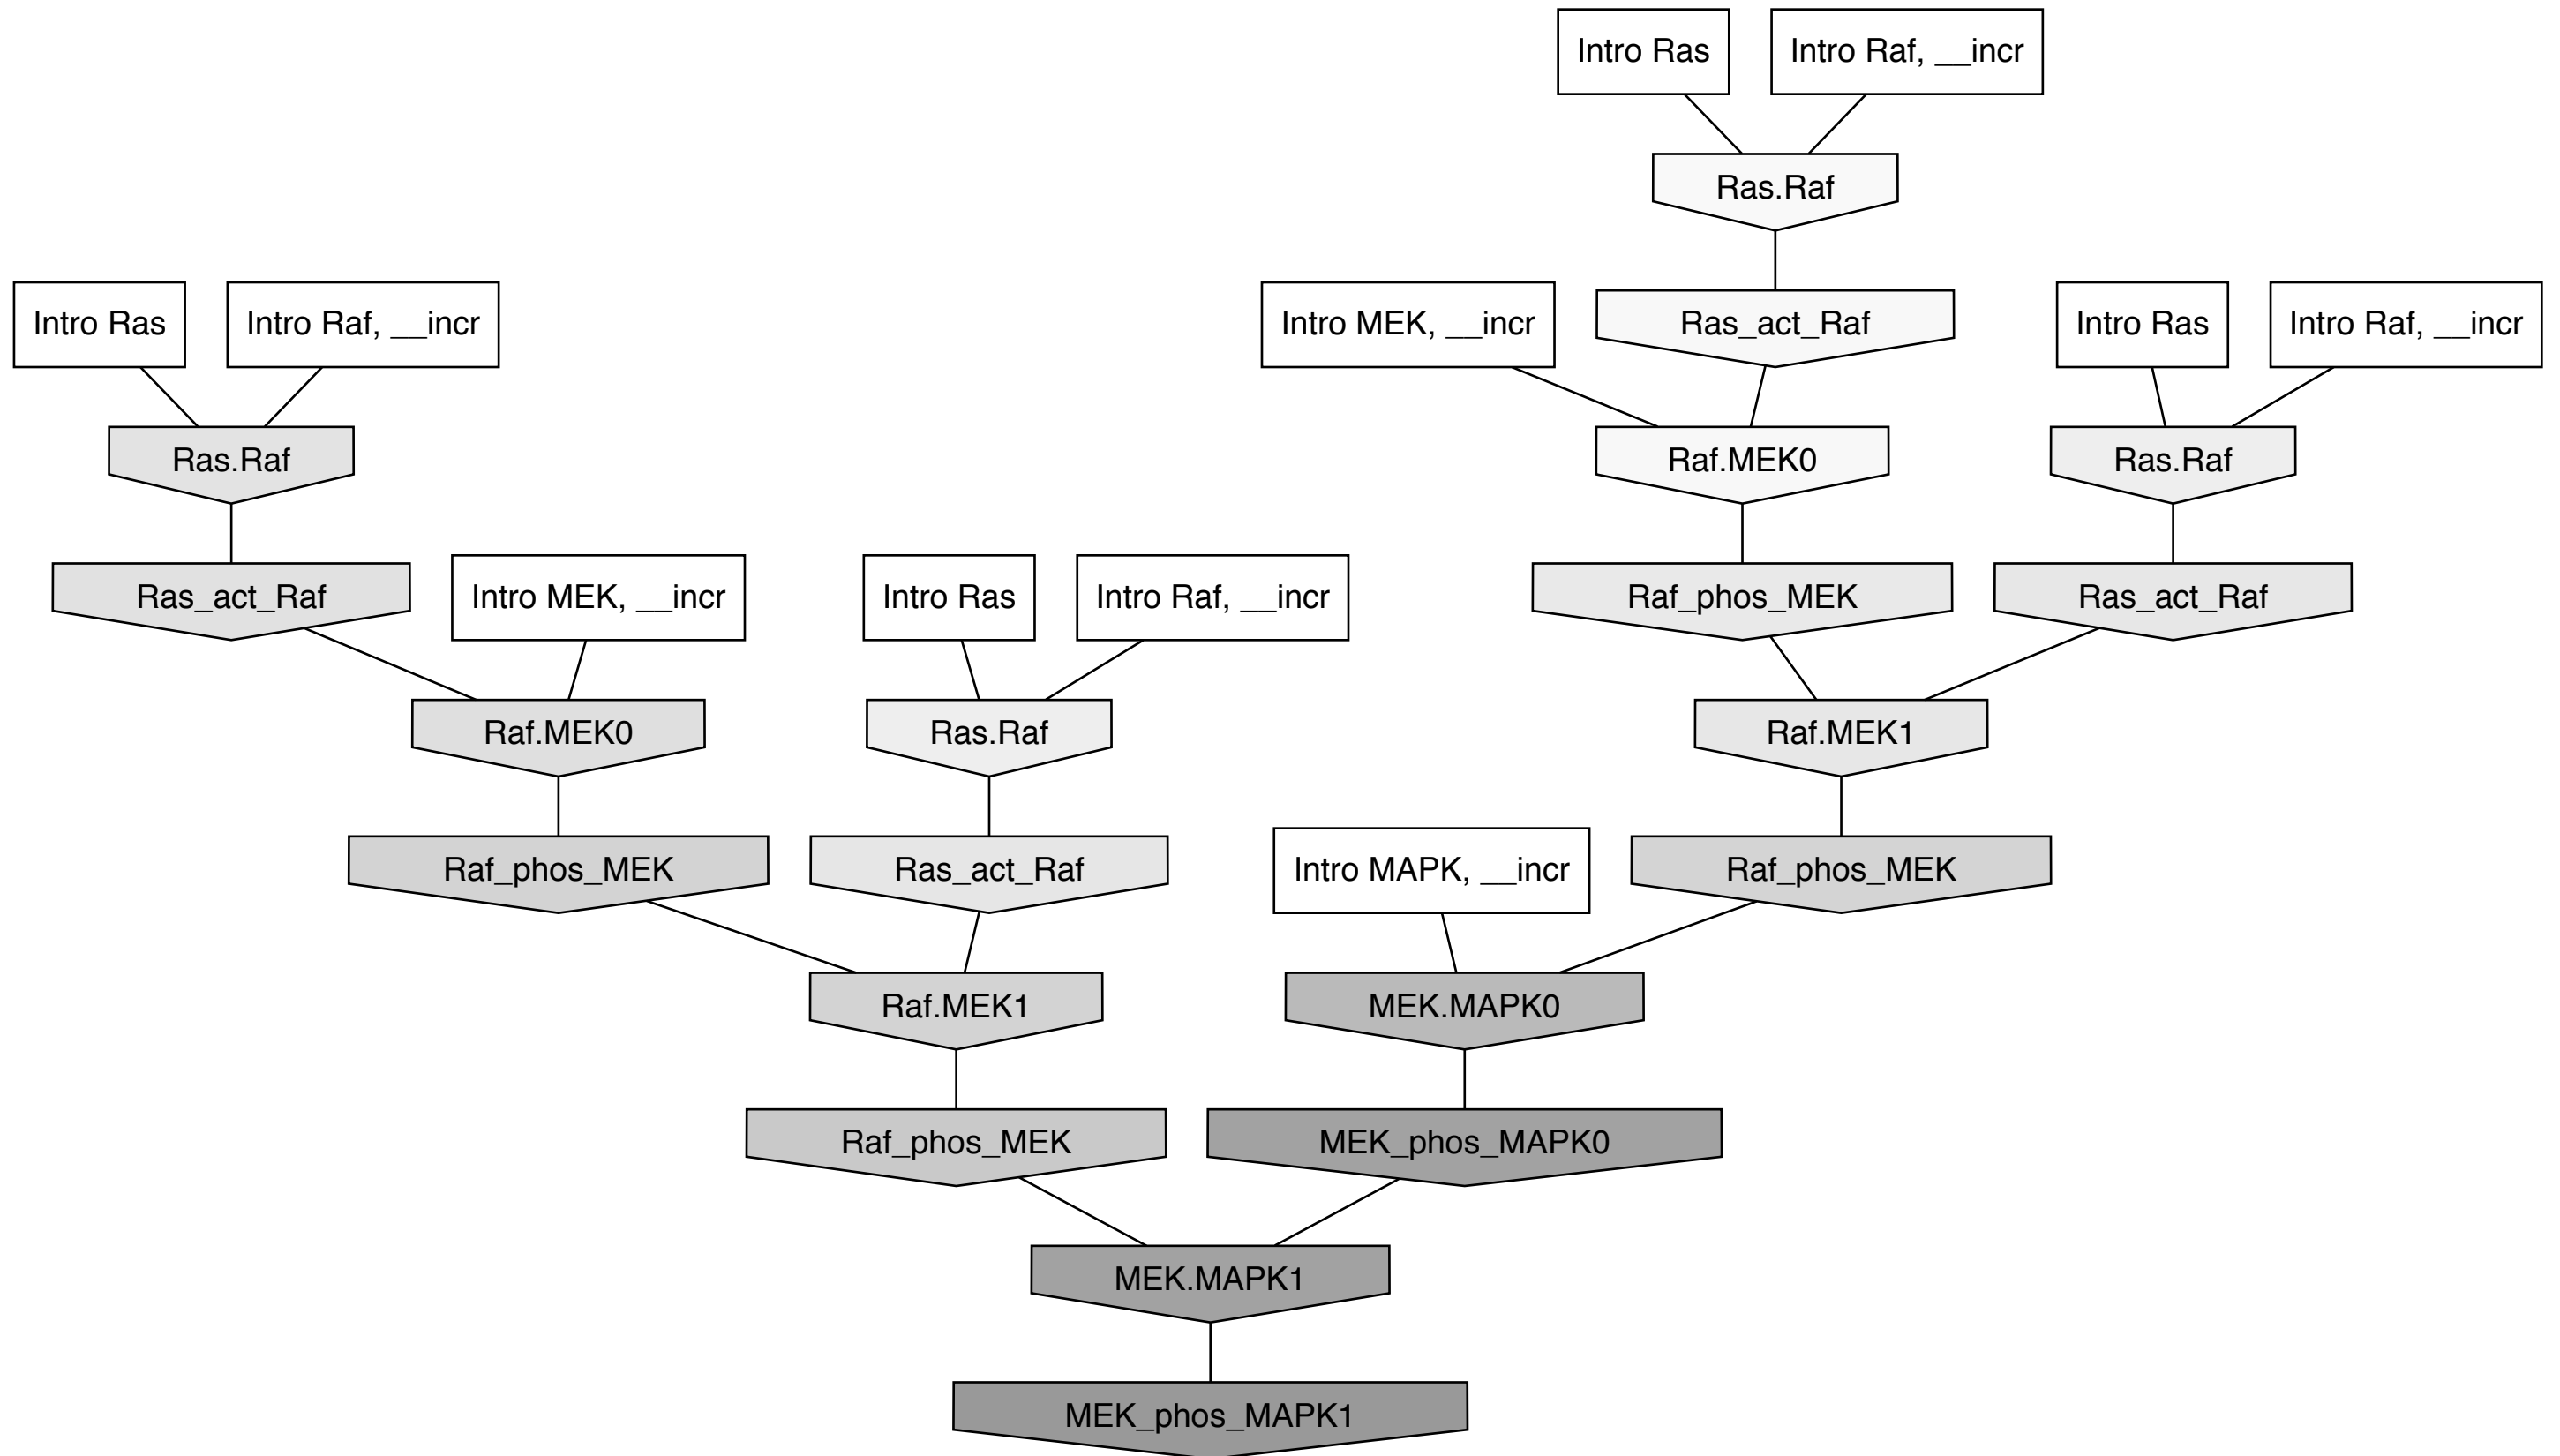 Intro Ras
Intro Raf, __incr
Ras.Raf
Intro Ras
Intro Raf, __incr
Intro MEK, __incr
Ras_act_Raf
Intro Ras
Intro Raf, __incr
Ras.Raf
Raf.MEK0
Ras.Raf
Ras_act_Raf
Intro MEK, __incr
Intro Ras
Intro Raf, __incr
Raf_phos_MEK
Ras_act_Raf
Raf.MEK0
Ras.Raf
Raf.MEK1
Raf_phos_MEK
Ras_act_Raf
Intro MAPK, __incr
Raf_phos_MEK
Raf.MEK1
MEK.MAPK0
Raf_phos_MEK
MEK_phos_MAPK0
MEK.MAPK1
MEK_phos_MAPK1